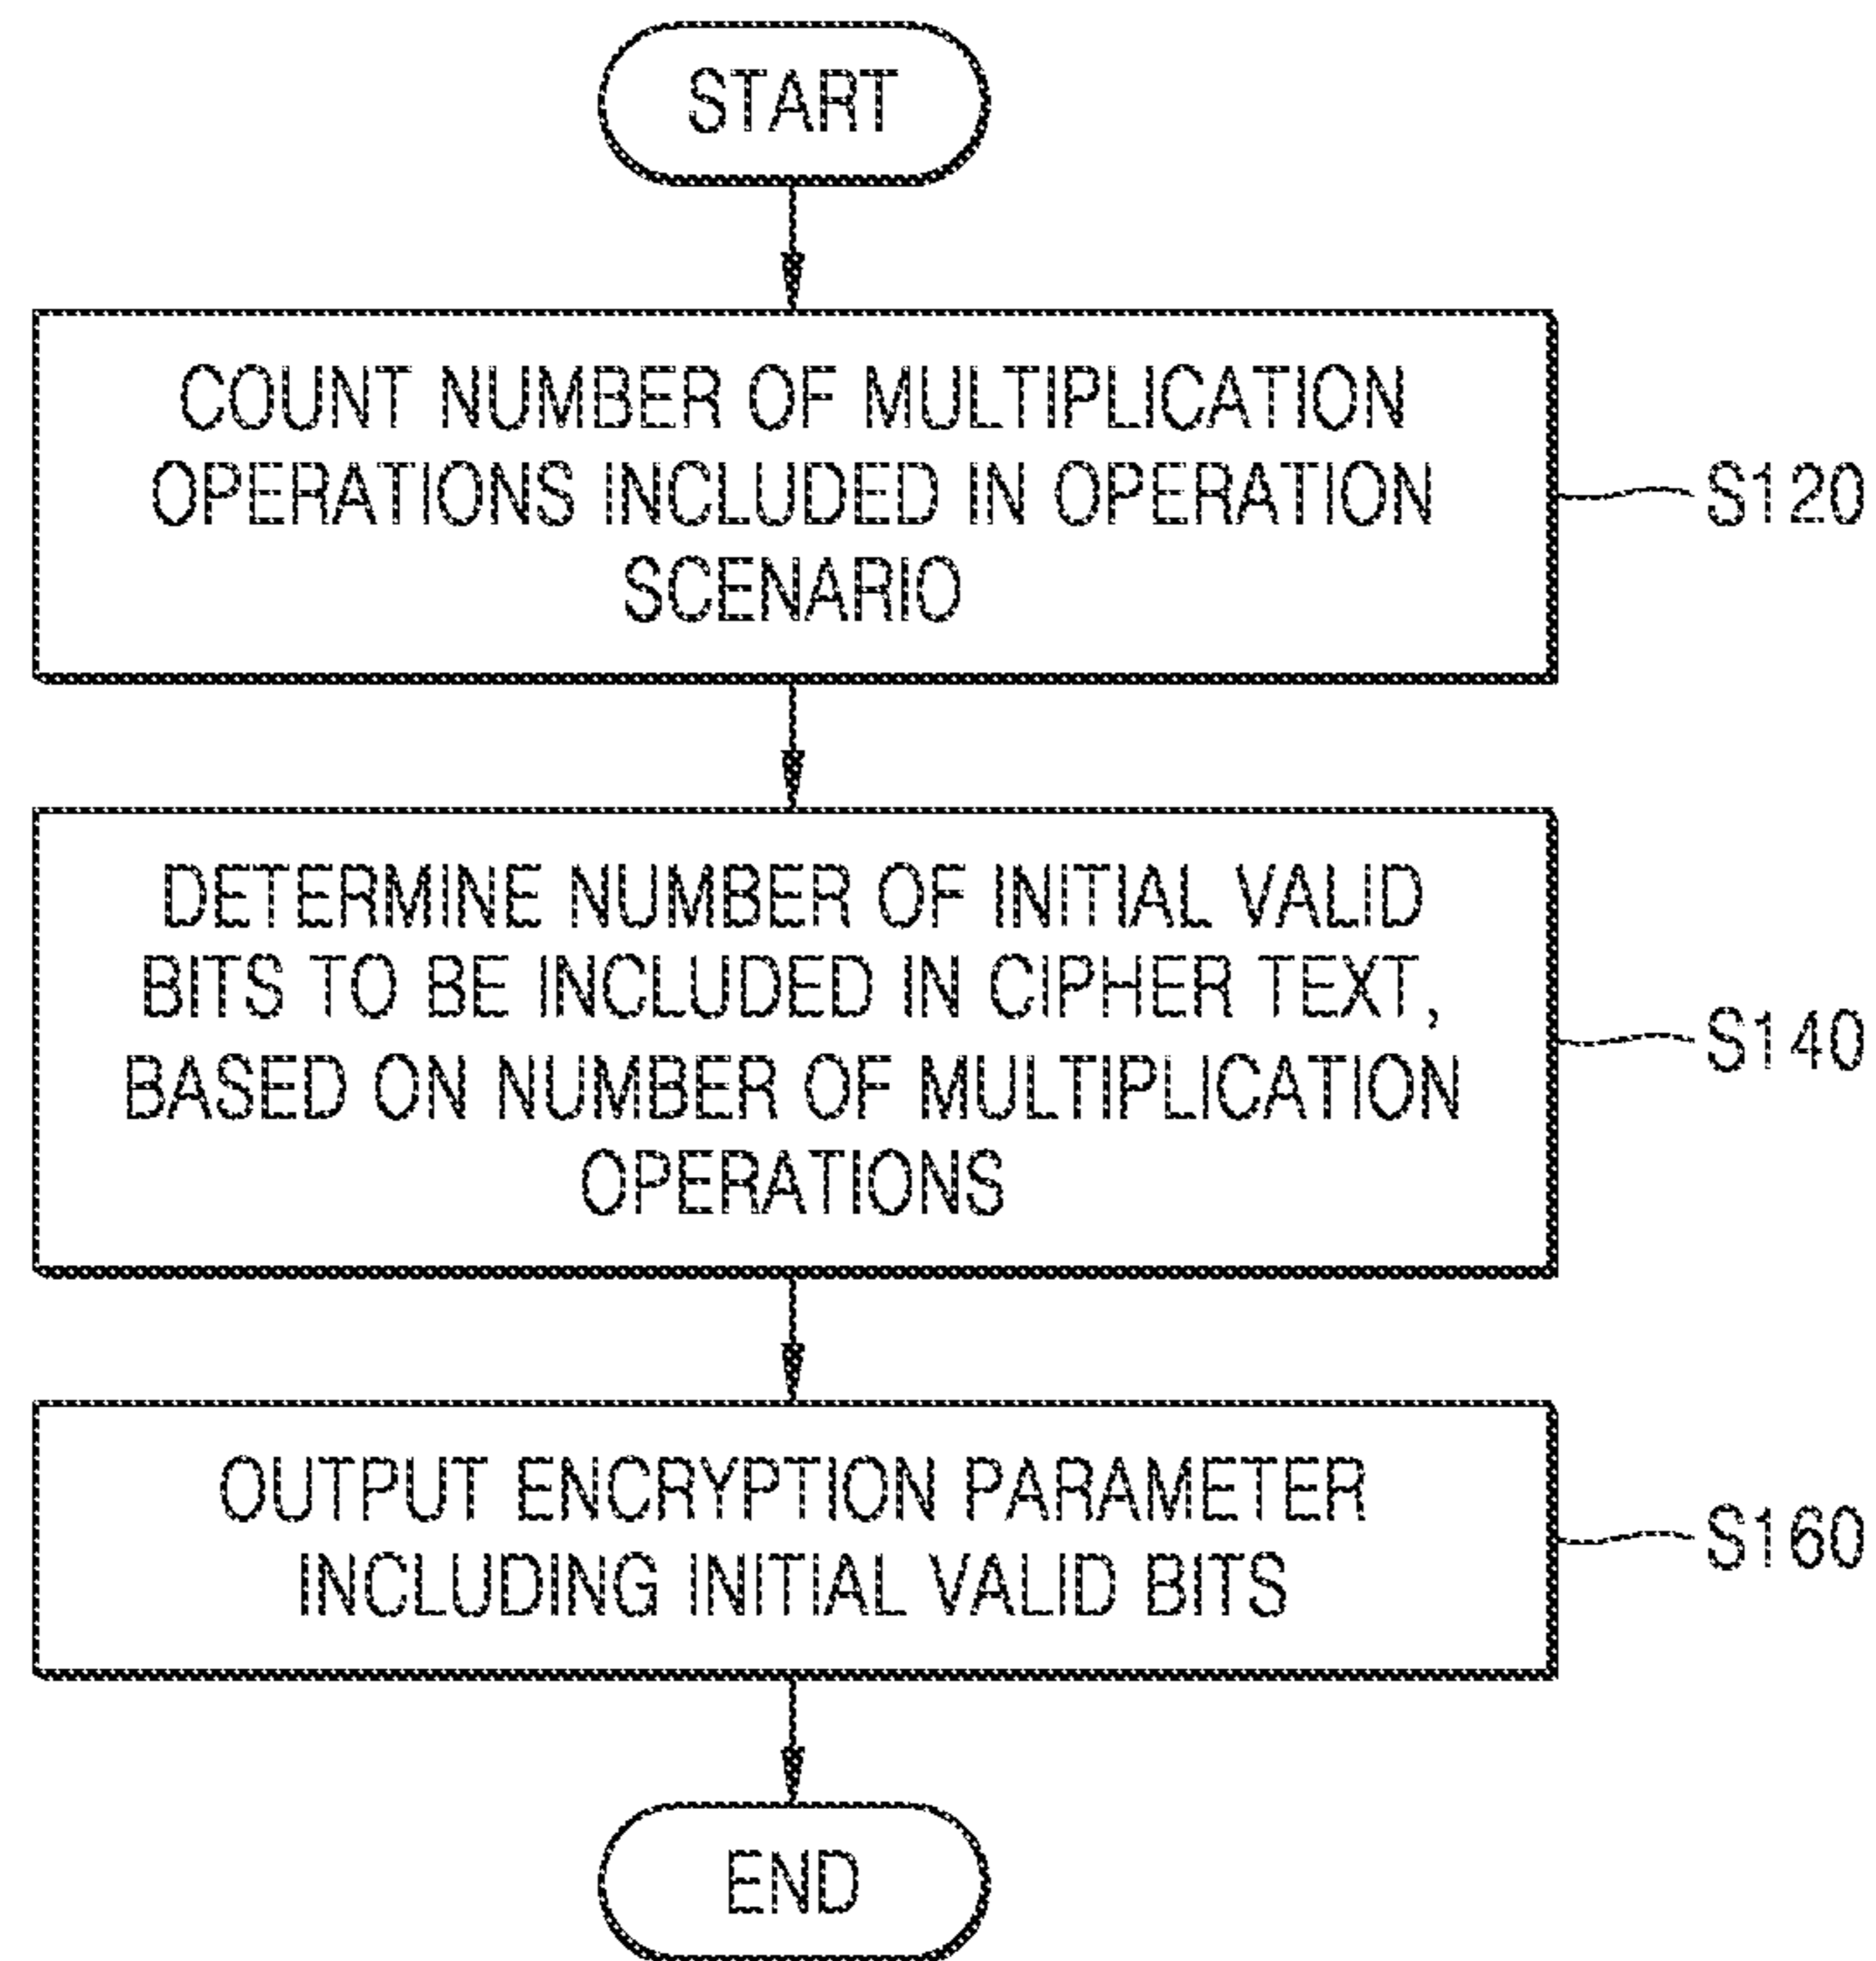 START
COUNT NUMBER OF MULTIPLICATION
OPERATIONS INCLUDED IN OPERATION
SCENARIO
S120
DETERMINE NUMBER OF INITIAL VALID
BITS TO BE INCLUDED IN CIPHER TEXT,
BASED ON NUMBER OF MULTIPLICATION
OPERATIONS
S140
OUTPUT ENCRYPTION PARAMETER
INCLUDING INITIAL VALID BITS
S160
END